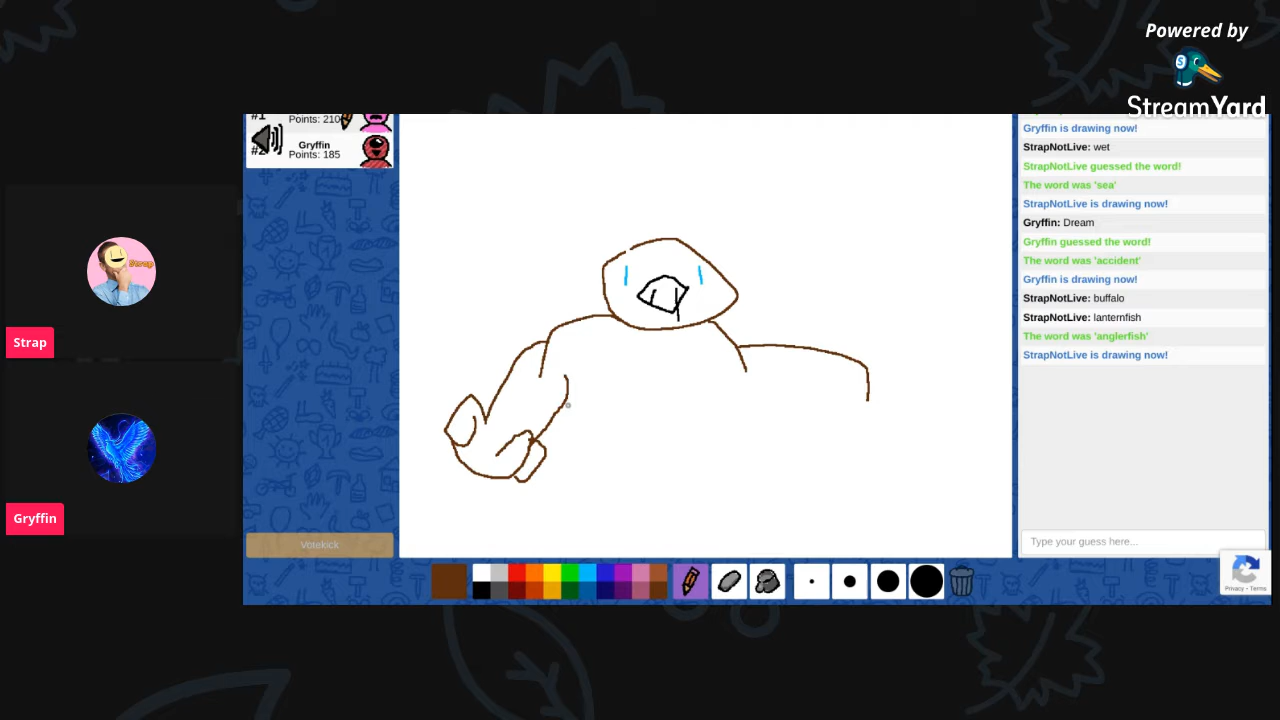 Powered by
StreamYard
Strap
Strap
Gryffin
#1
Points: 210
Gryffin
#2
Points: 185
Votekick
Gryffin is drawing now!
StrapNotLive: wet
StrapNotLive guessed the word!
The word was 'sea'
StrapNotLive is drawing now!
Gryffin: Dream
Gryffin guessed the word!
The word was 'accident'
Gryffin is drawing now!
StrapNotLive: buffalo
StrapNotLive: lanternfish
The word was 'anglerfish'
StrapNotLive is drawing now!
Type your guess here...
Privacy - Terms